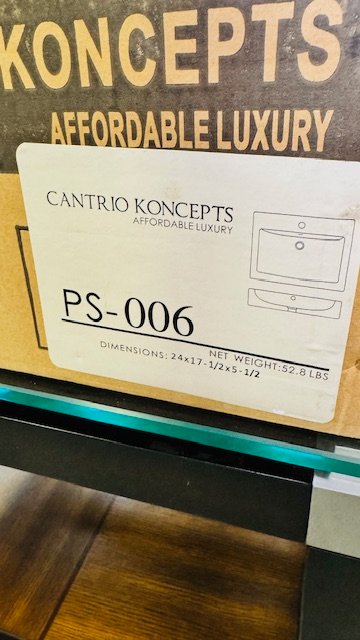 KONCEPTS
AFFORDABLE LUXURY
CANTRIO KONCEPTS
AFFORDABLE LUXURY
PS-006
NET WEIGHT:52.8 LBS
DIMENSIONS: 24x17-1/2x5-1/2